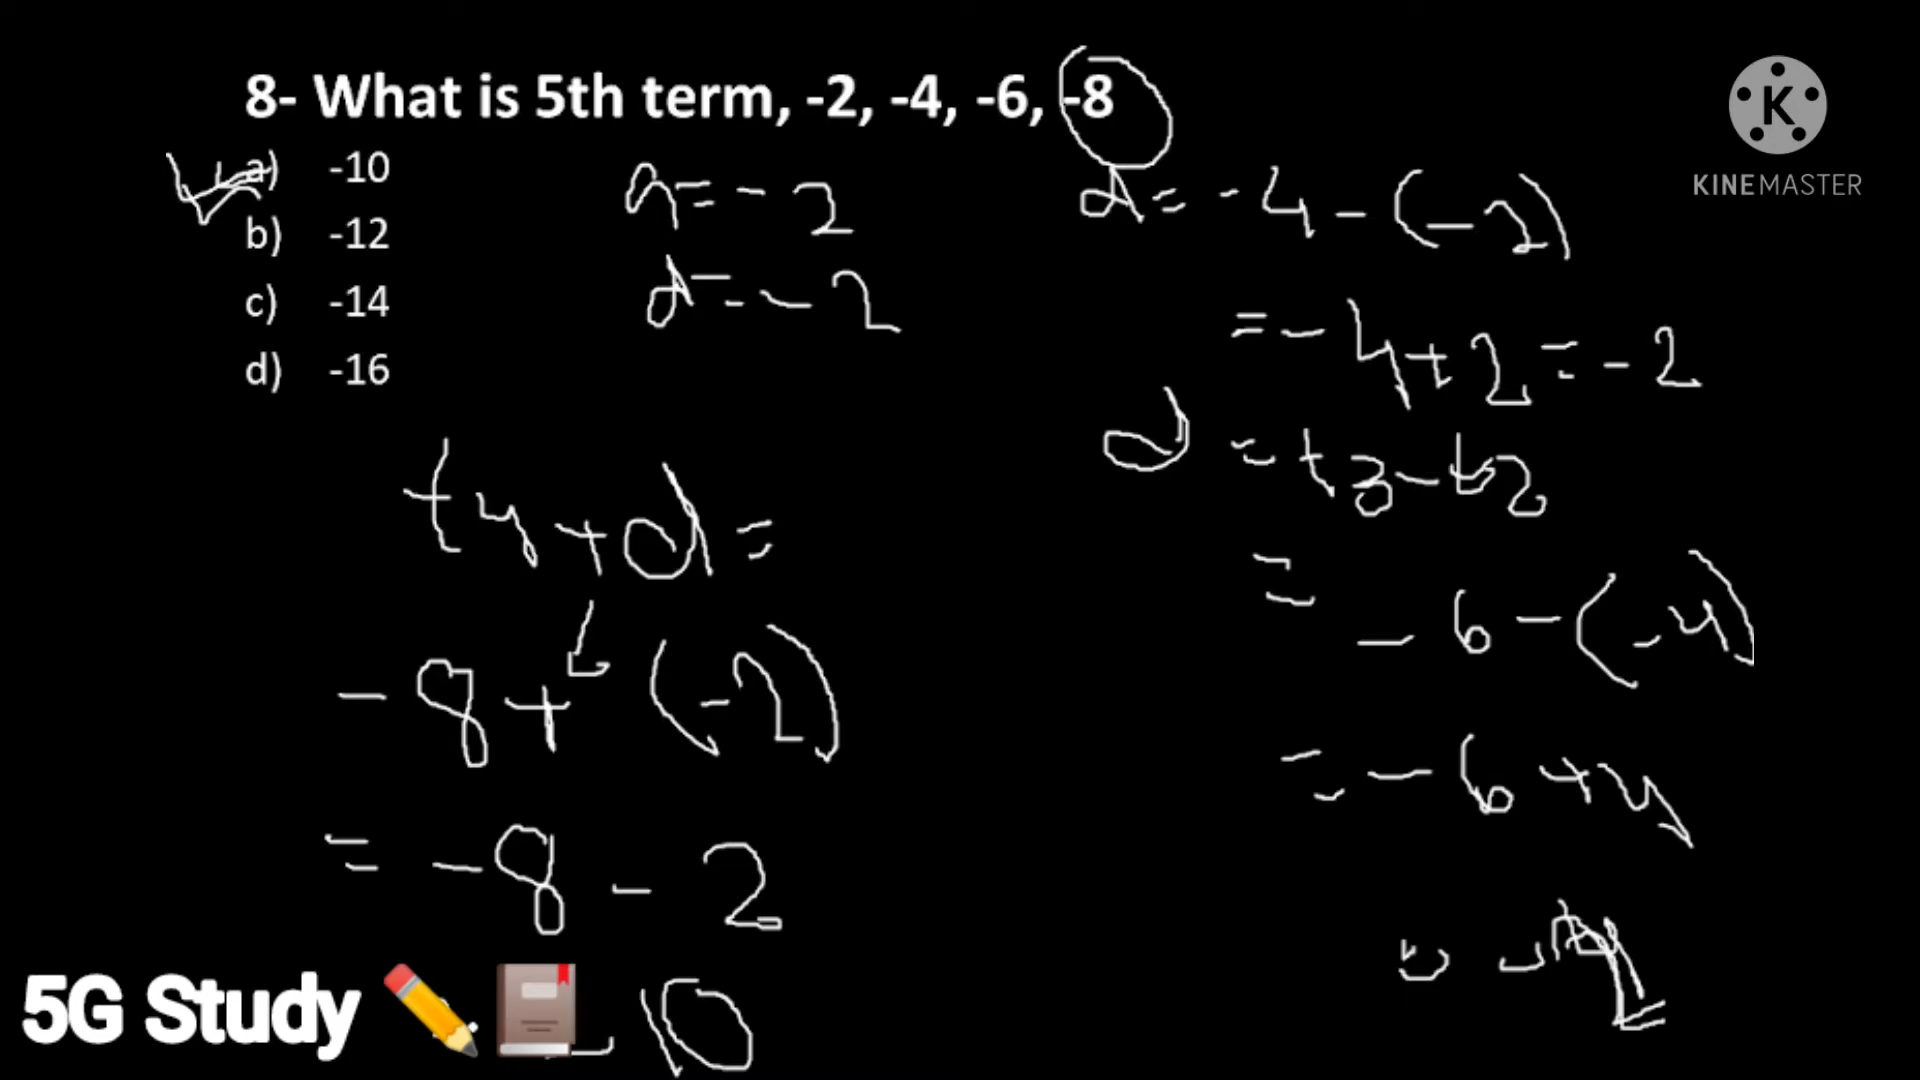 8- What is 5th term, -2, -4, -6, -8
a) -10
b) -12
c) -14
d) -16
a = - 2
d = - 2
d = - 4 - (- 2)
= - 4 + 2 = - 2
d = t3 - t2
= - 6 - (-4)
= - 6 + 4
t4 + d =
- 8 + (-2)
= - 8 - 2
- 10
K
KINEMASTER
5G Study